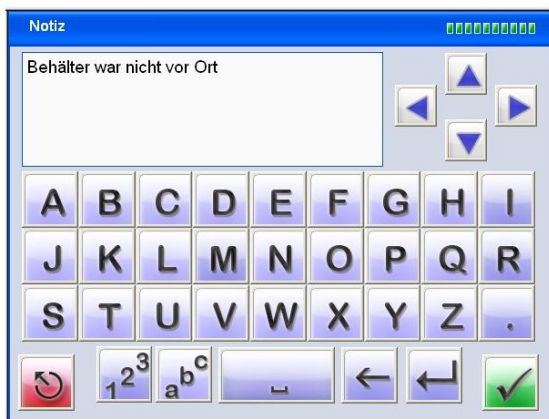 Notiz
Behälter war nicht vor Ort
A B C D E F G H I
J K L M N O P Q R
S T U V W X Y Z .
123 abc